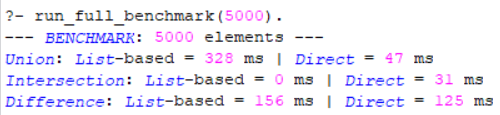 ?- run_full_benchmark(5000).
--- BENCHMARK: 5000 elements ---
Union: List-based = 328 ms | Direct = 47 ms
Intersection: List-based = 0 ms | Direct = 31 ms
Difference: List-based = 156 ms | Direct = 125 ms